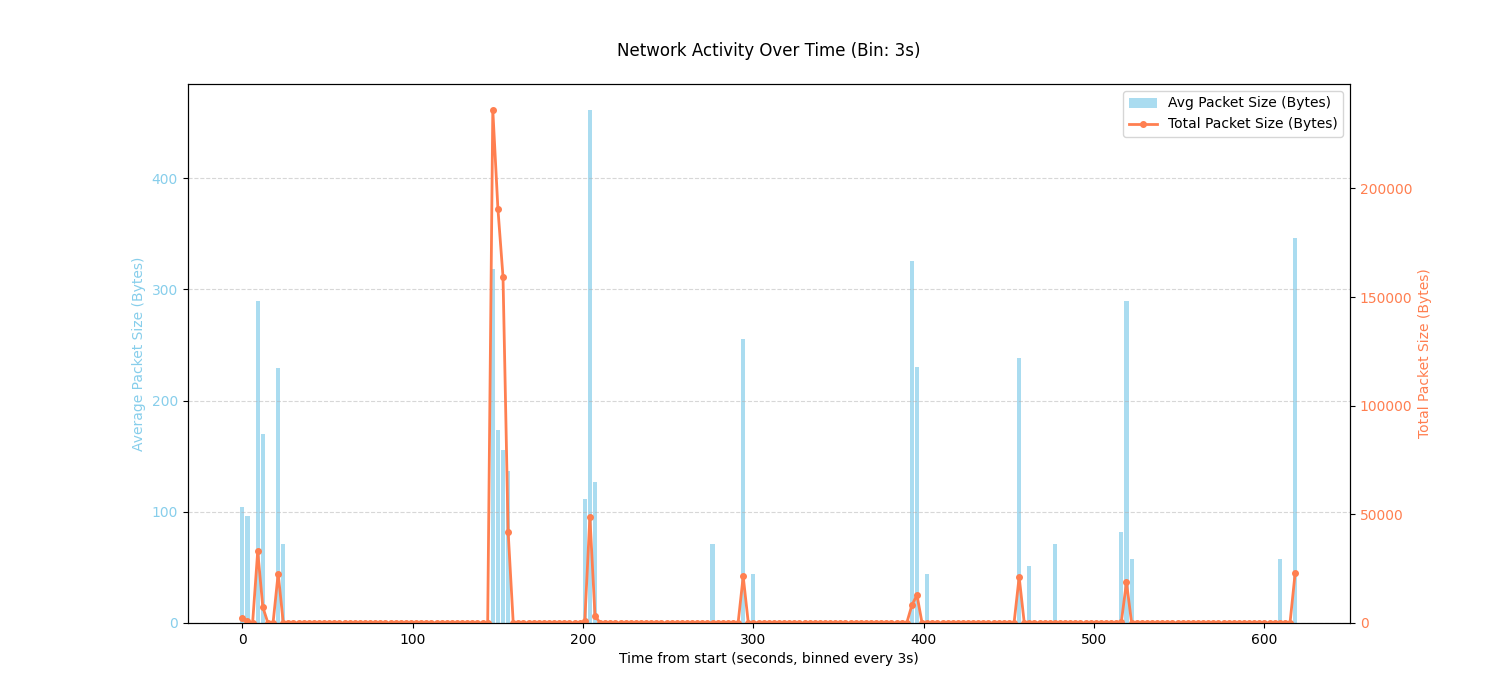 Network Activity Over Time (Bin: 3s)
Avg Packet Size (Bytes)
Total Packet Size (Bytes)
Average Packet Size (Bytes)
400
300
200
100
0
200000
150000
100000
50000
0
Total Packet Size (Bytes)
0 100 200 300 400 500 600
Time from start (seconds, binned every 3s)